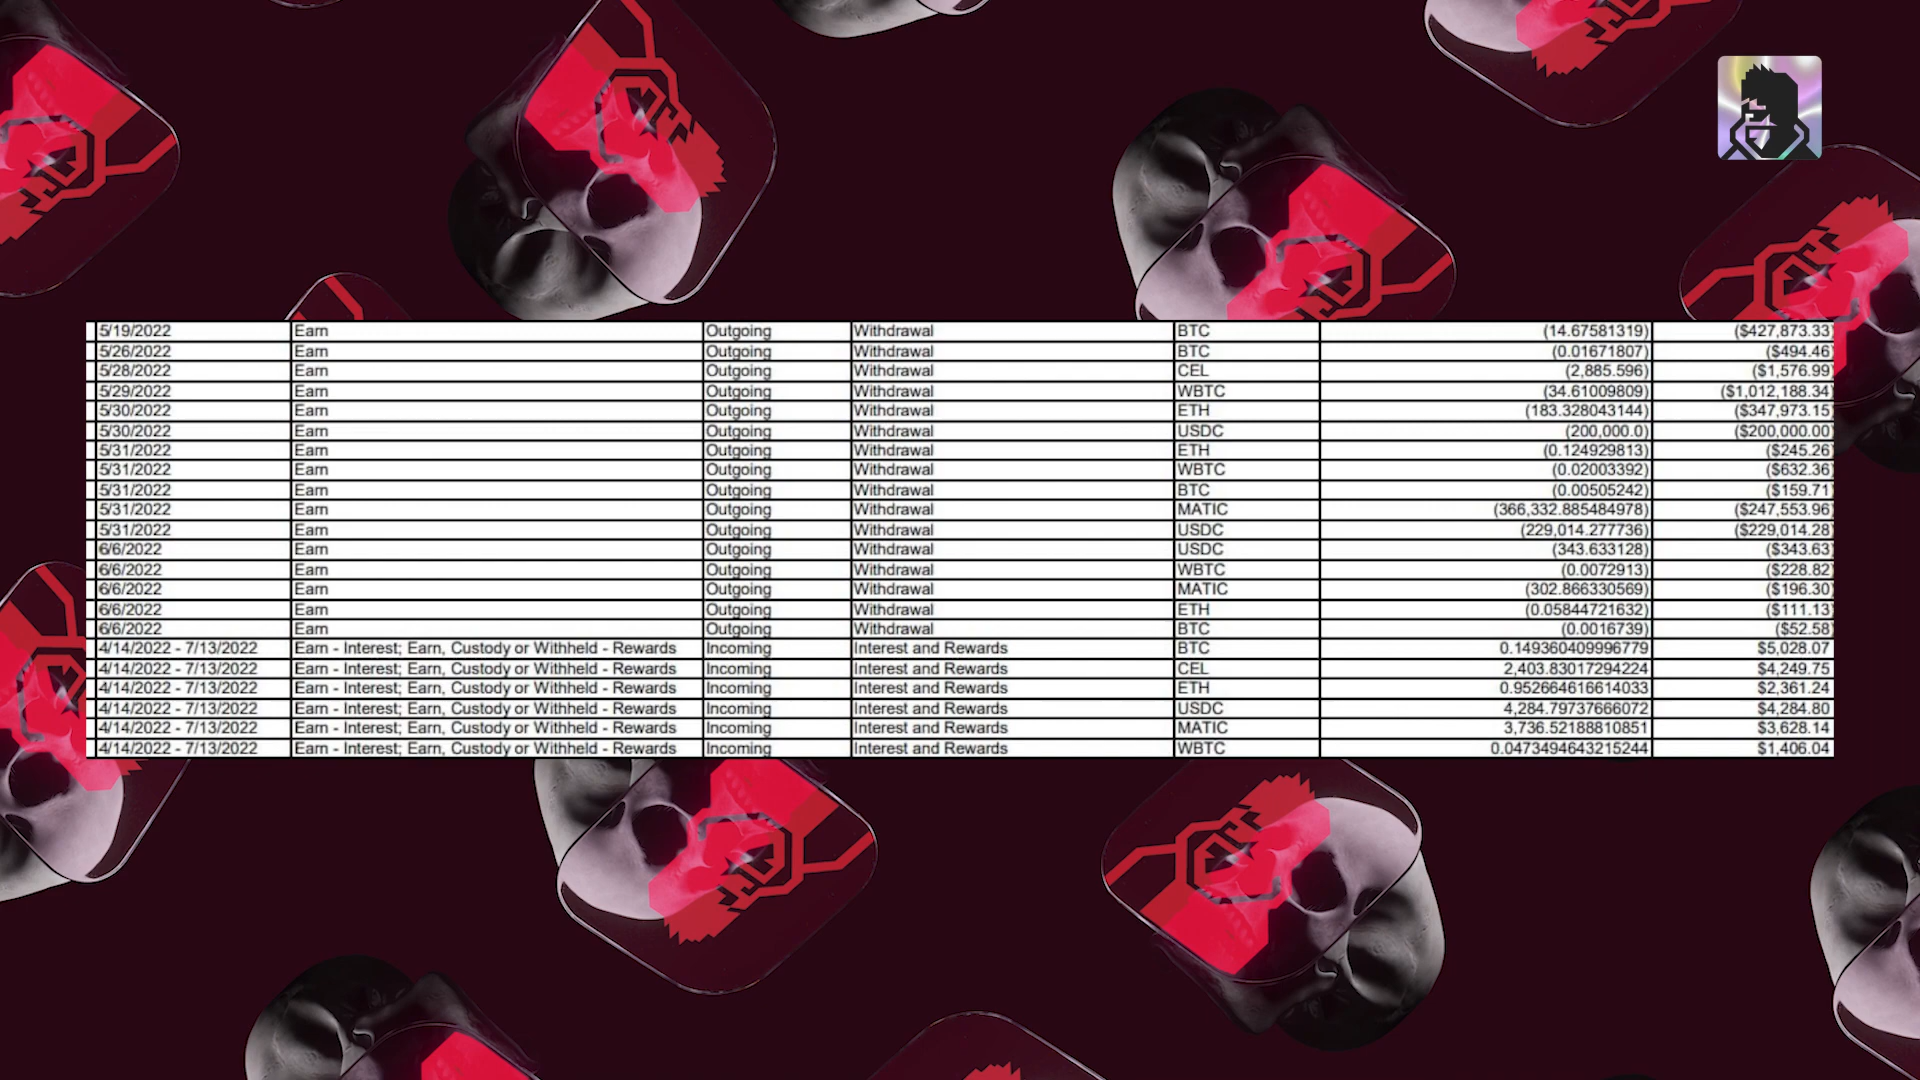 5/19/2022 Earn Outgoing Withdrawal BTC (14.67581319) ($427,873.33)
5/26/2022 Earn Outgoing Withdrawal BTC (0.01671807) ($494.46)
5/28/2022 Earn Outgoing Withdrawal CEL (2,885.596) ($1,576.99)
5/29/2022 Earn Outgoing Withdrawal WBTC (34.61009809) ($1,012,188.34)
5/30/2022 Earn Outgoing Withdrawal ETH (183.328043144) ($347,973.15)
5/30/2022 Earn Outgoing Withdrawal USDC (200,000.0) ($200,000.00)
5/31/2022 Earn Outgoing Withdrawal ETH (0.124929813) ($245.26)
5/31/2022 Earn Outgoing Withdrawal WBTC (0.02003392) ($632.36)
5/31/2022 Earn Outgoing Withdrawal BTC (0.00505242) ($159.71)
5/31/2022 Earn Outgoing Withdrawal MATIC (366,332.885484978) ($247,553.96)
5/31/2022 Earn Outgoing Withdrawal USDC (229,014.277736) ($229,014.28)
6/6/2022 Earn Outgoing Withdrawal USDC (343.633128) ($343.63)
6/6/2022 Earn Outgoing Withdrawal WBTC (0.0072913) ($228.82)
6/6/2022 Earn Outgoing Withdrawal MATIC (302.866330569) ($196.30)
6/6/2022 Earn Outgoing Withdrawal ETH (0.05844721632) ($111.13)
6/6/2022 Earn Outgoing Withdrawal BTC (0.0016739) ($52.58)
4/14/2022 - 7/13/2022 Earn - Interest; Earn, Custody or Withheld - Rewards Incoming Interest and Rewards BTC 0.149360409996779 $5,028.07
4/14/2022 - 7/13/2022 Earn - Interest; Earn, Custody or Withheld - Rewards Incoming Interest and Rewards CEL 2,403.83017294224 $4,249.75
4/14/2022 - 7/13/2022 Earn - Interest; Earn, Custody or Withheld - Rewards Incoming Interest and Rewards ETH 0.952664616614033 $2,361.24
4/14/2022 - 7/13/2022 Earn - Interest; Earn, Custody or Withheld - Rewards Incoming Interest and Rewards USDC 4,284.79737666072 $4,284.80
4/14/2022 - 7/13/2022 Earn - Interest; Earn, Custody or Withheld - Rewards Incoming Interest and Rewards MATIC 3,736.52188810851 $3,628.14
4/14/2022 - 7/13/2022 Earn - Interest; Earn, Custody or Withheld - Rewards Incoming Interest and Rewards WBTC 0.0473494643215244 $1,406.04